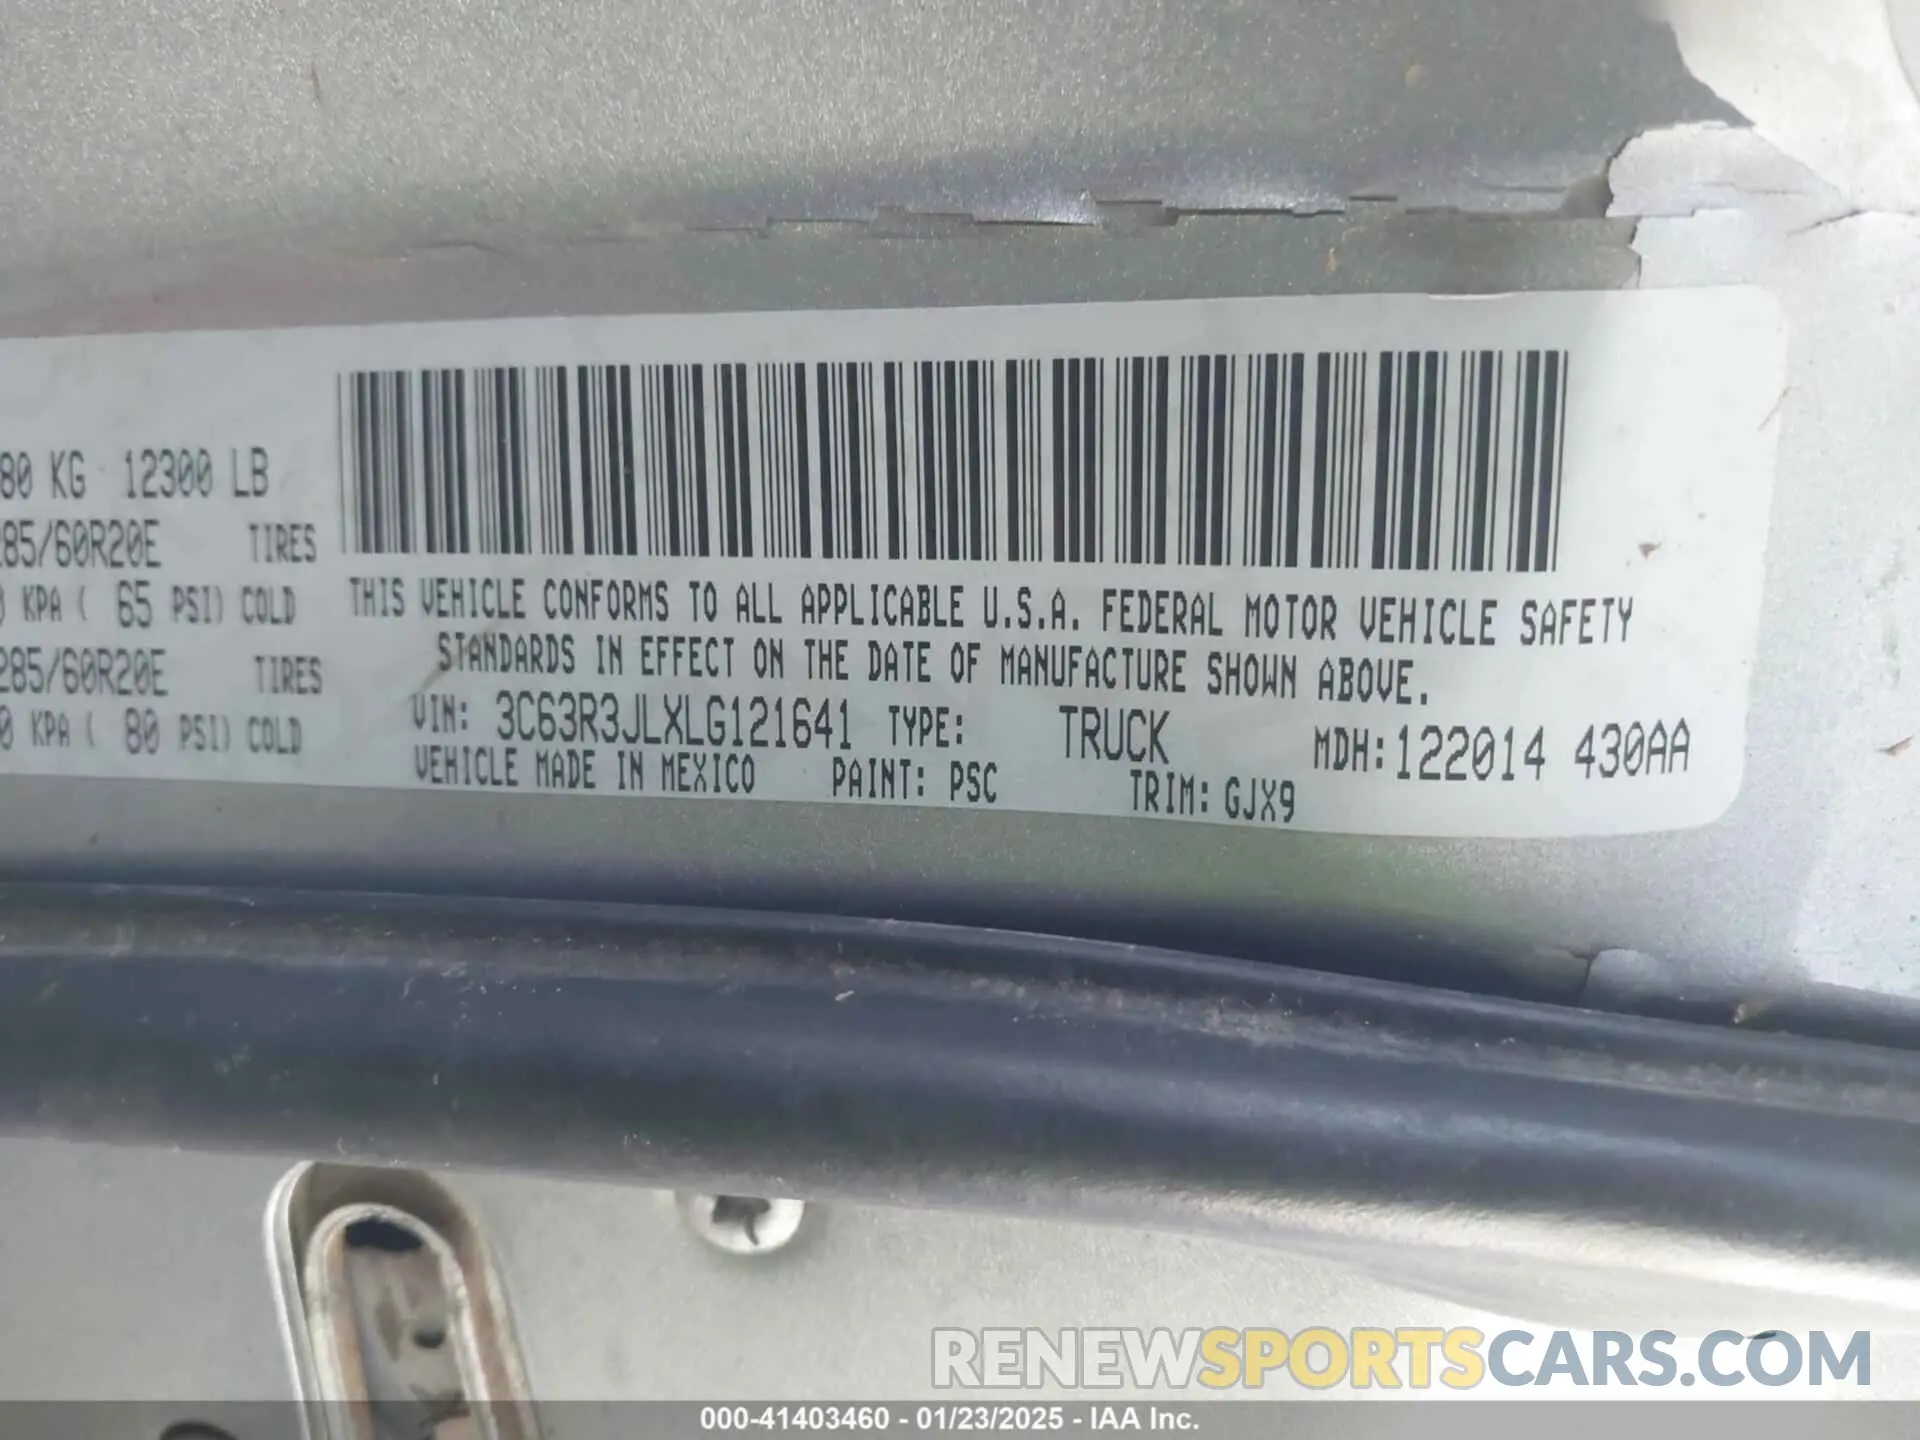 80 KG 12300 LB
285/60R20E TIRES
0 KPA ( 65 PSI) COLD
285/60R20E TIRES
0 KPA ( 80 PSI) COLD
THIS VEHICLE CONFORMS TO ALL APPLICABLE U.S.A. FEDERAL MOTOR VEHICLE SAFETY
STANDARDS IN EFFECT ON THE DATE OF MANUFACTURE SHOWN ABOVE.
VIN: 3C63R3JLXLG121641 TYPE: TRUCK MDH:122014 430AA
VEHICLE MADE IN MEXICO PAINT: PSC TRIM: GJX9
RENEWSPORTSCARS.COM
000-41403460 - 01/23/2025 - IAA Inc.